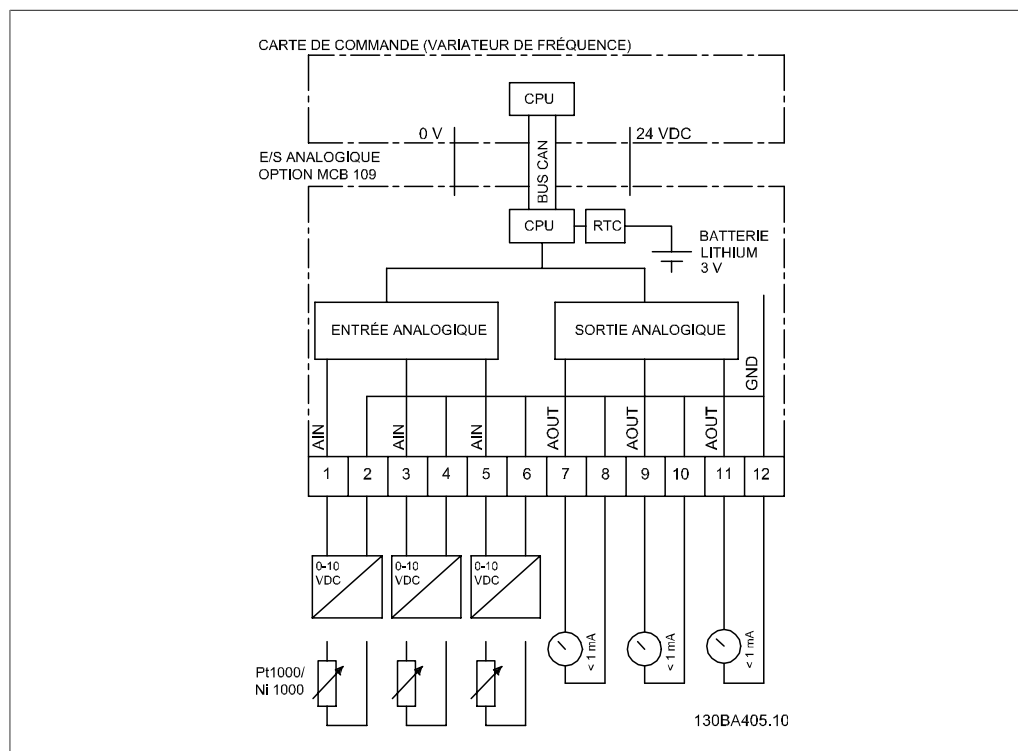 CARTE DE COMMANDE (VARIATEUR DE FRÉQUENCE)
CPU
0 V
24 VDC
BUS CAN
E/S ANALOGIQUE
OPTION MCB 109
CPU
RTC
BATTERIE
LITHIUM
3 V
ENTRÉE ANALOGIQUE
SORTIE ANALOGIQUE
GND
AIN
AIN
AIN
AOUT
AOUT
AOUT
1 2 3 4 5 6 7 8 9 10 11 12
0-10
VDC
0-10
VDC
0-10
VDC
< 1 mA
< 1 mA
< 1 mA
Pt1000/
Ni 1000
130BA405.10